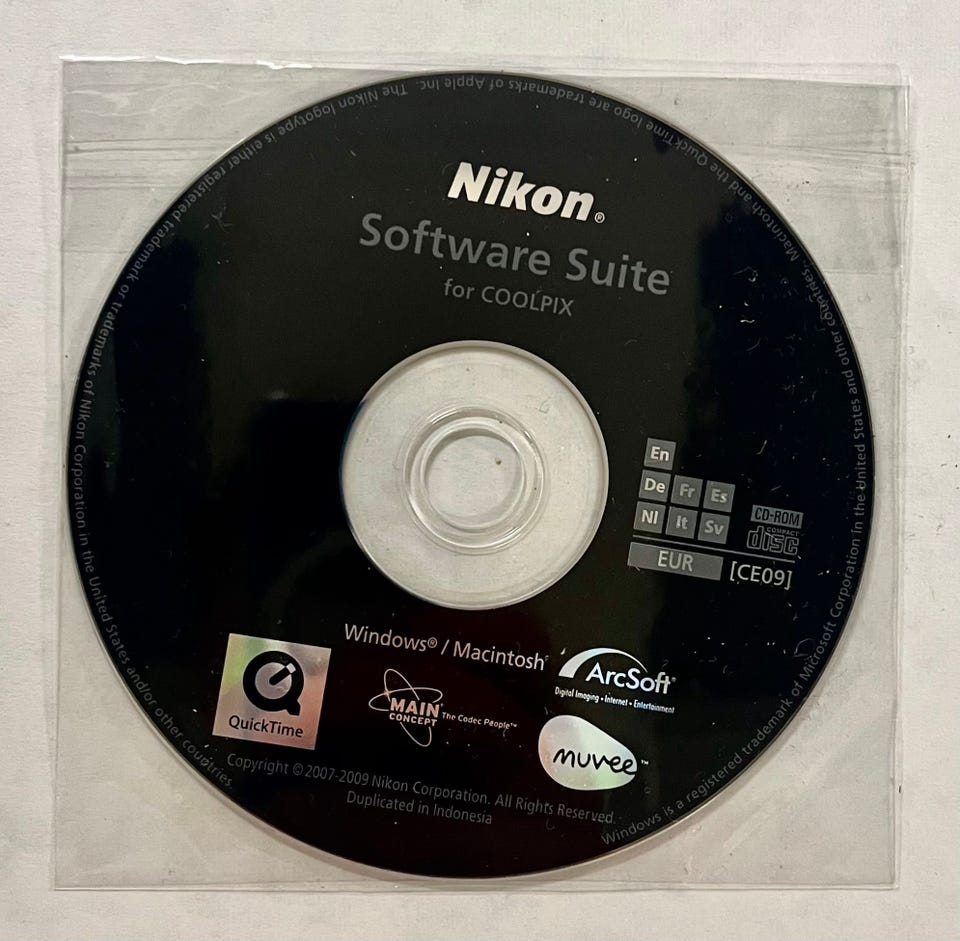 Nikon®
Software Suite
for COOLPIX
En
De Fr Es
Nl It Sv
CD-ROM
COMPACT
disc
EUR
[CE09]
Windows® / Macintosh
QuickTime
MAIN
CONCEPT
The Codec People™
ArcSoft®
Digital Imaging • Internet • Entertainment
muvee™
Copyright © 2007-2009 Nikon Corporation. All Rights Reserved.
Duplicated in Indonesia
The Nikon logotype is either registered trademark or trademarks of Nikon Corporation in the United States and/or other countries
Macintosh and the QuickTime logo are trademarks of Apple Inc.
Windows is a registered trademark of Microsoft Corporation in the United States and other countries.